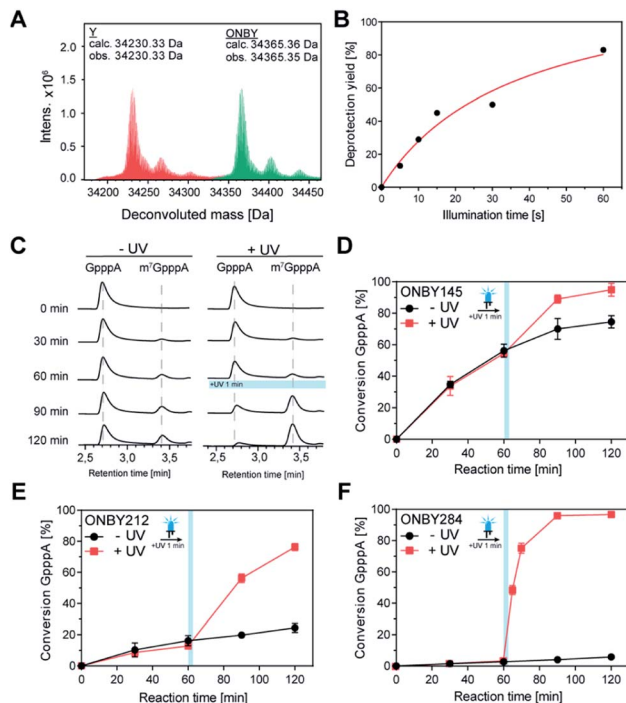 A
Y
calc. 34230.33 Da
obs. 34230.33 Da
ONBY
calc. 34365.36 Da
obs. 34365.35 Da
Intens. x10⁶
2.0
1.5
1.0
0.5
0.0
34200 34250 34300 34350 34400 34450
Deconvoluted mass [Da]
B
Deprotection yield [%]
100
80
60
40
20
0
0 10 20 30 40 50 60
Illumination time [s]
C
- UV + UV
GpppA m⁷GpppA GpppA m⁷GpppA
0 min
30 min
60 min
+UV 1 min
90 min
120 min
2,5 3 3,5 2,5 3 3,5
Retention time [min] Retention time [min]
D
ONBY145
- UV
+ UV
+UV 1 min
Conversion GpppA [%]
100
80
60
40
20
0
0 20 40 60 80 100 120
Reaction time [min]
E
ONBY212
- UV
+ UV
+UV 1 min
Conversion GpppA [%]
100
80
60
40
20
0
0 20 40 60 80 100 120
Reaction time [min]
F
ONBY284
- UV
+ UV
+UV 1 min
Conversion GpppA [%]
100
80
60
40
20
0
0 20 40 60 80 100 120
Reaction time [min]